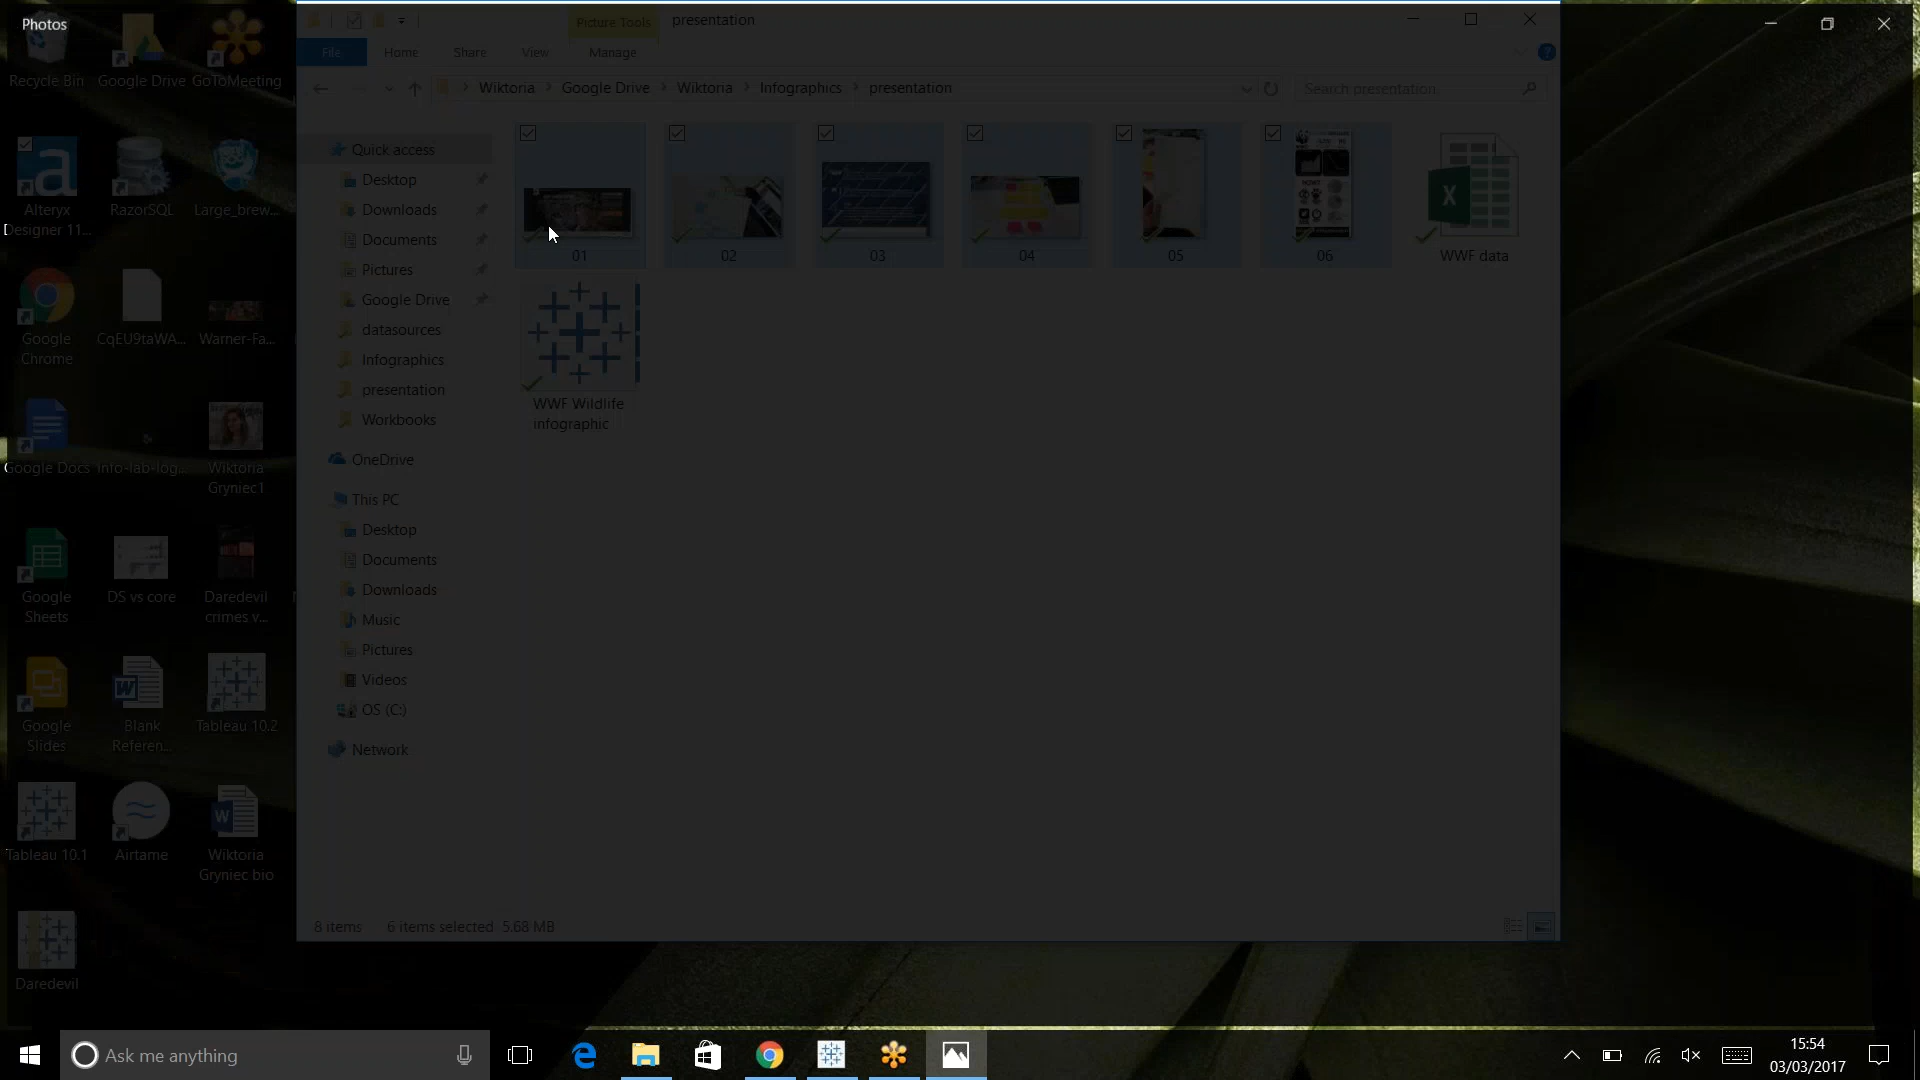 Photos
Picture Tools
presentation
File
Home
Share
View
Manage
Wiktoria
Google Drive
Wiktoria
Infographics
presentation
Search presentation
Recycle Bin
Google Drive
GoToMeeting
Alteryx
Designer 11...
RazorSQL
Large_brew...
Google
Chrome
CqEU9taWA...
Warner-Fa...
Google Docs
info-lab-log...
Wiktoria
Gryniec1
Google
Sheets
DS vs core
Daredevil
crimes v...
Google
Slides
Blank
Referen...
Tableau 10.2
Tableau 10.1
Airtame
Wiktoria
Gryniec bio
Daredevil
Quick access
Desktop
Downloads
Documents
Pictures
Google Drive
datasources
Infographics
presentation
Workbooks
OneDrive
This PC
Desktop
Documents
Downloads
Music
Pictures
Videos
OS (C:)
Network
01
02
03
04
05
06
WWF data
WWF Wildlife
infographic
8 items
6 items selected 5.68 MB
Ask me anything
15:54
03/03/2017